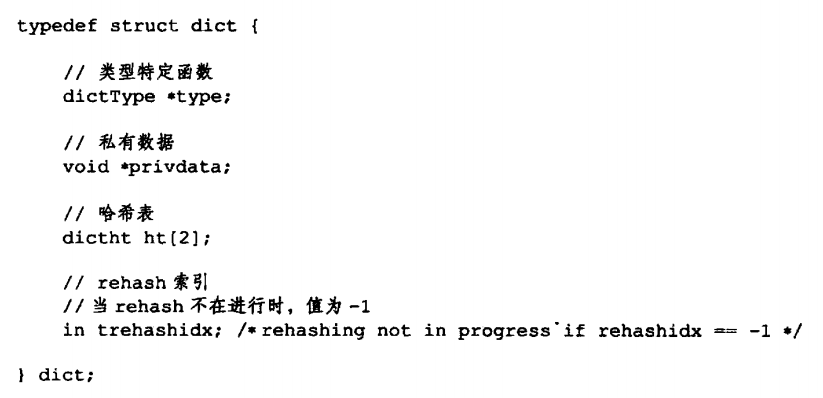 typedef struct dict {
// 类型特定函数
dictType *type;
// 私有数据
void *privdata;
// 哈希表
dictht ht[2];
// rehash 索引
// 当 rehash 不在进行时，值为 -1
in trehashidx; /* rehashing not in progress if rehashidx == -1 */
} dict;